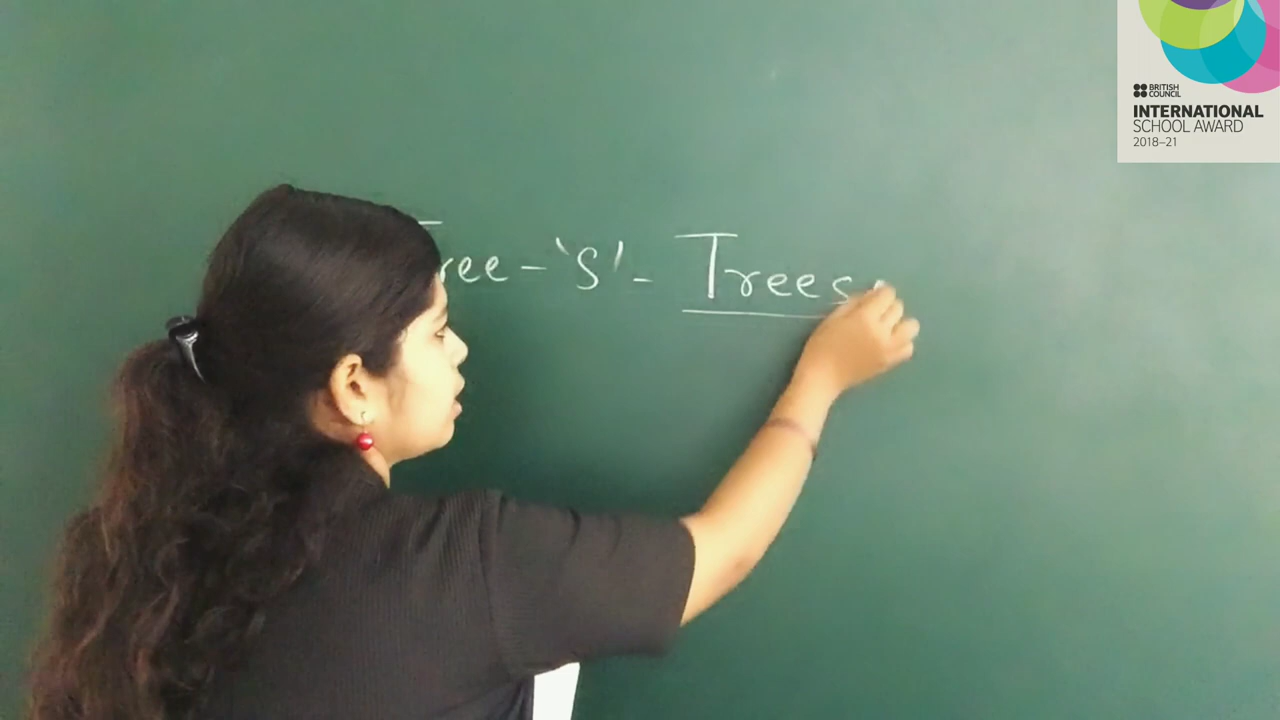 Tree - 'S' - Trees
BRITISH
COUNCIL
INTERNATIONAL
SCHOOL AWARD
2018–21